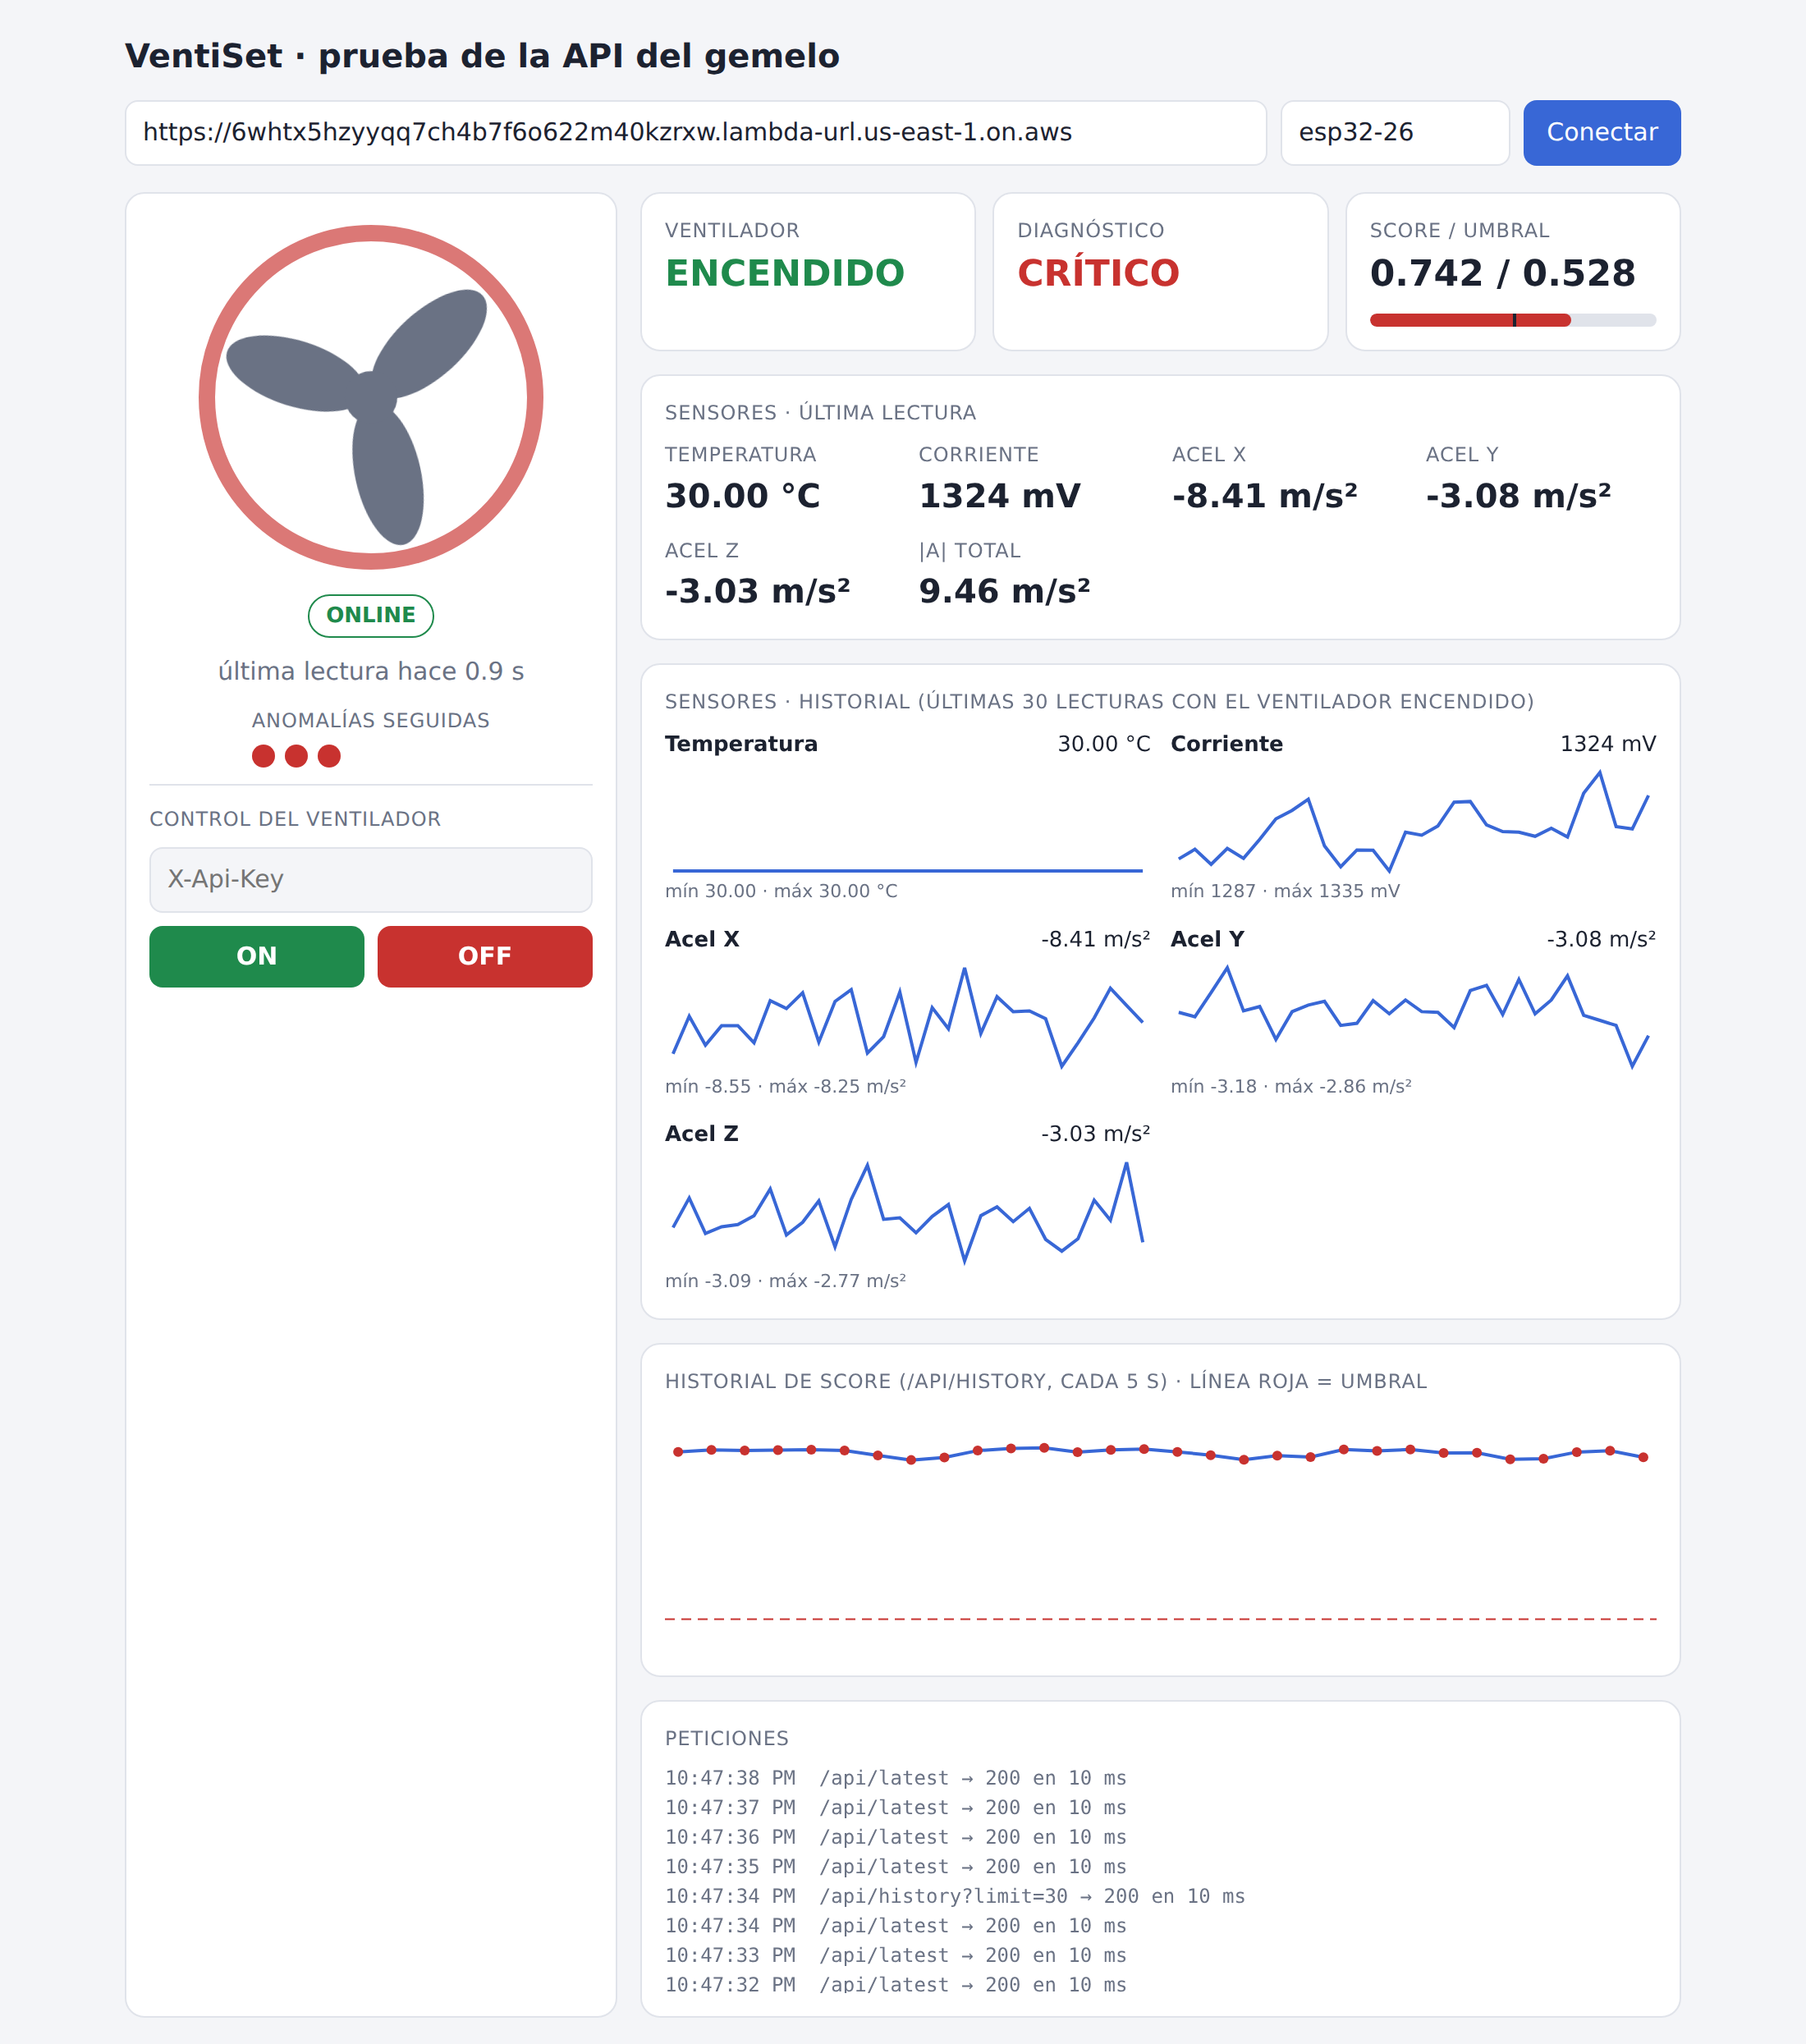 VentiSet · prueba de la API del gemelo
https://6whtx5hzyyqq7ch4b7f6o622m40kzrxw.lambda-url.us-east-1.on.aws
esp32-26
Conectar
ONLINE
última lectura hace 0.9 s
ANOMALÍAS SEGUIDAS
CONTROL DEL VENTILADOR
X-Api-Key
ON
OFF
VENTILADOR
ENCENDIDO
DIAGNÓSTICO
CRÍTICO
SCORE / UMBRAL
0.742 / 0.528
SENSORES · ÚLTIMA LECTURA
TEMPERATURA
30.00 °C
CORRIENTE
1324 mV
ACEL X
-8.41 m/s²
ACEL Y
-3.08 m/s²
ACEL Z
-3.03 m/s²
|A| TOTAL
9.46 m/s²
SENSORES · HISTORIAL (ÚLTIMAS 30 LECTURAS CON EL VENTILADOR ENCENDIDO)
Temperatura 30.00 °C
mín 30.00 · máx 30.00 °C
Corriente 1324 mV
mín 1287 · máx 1335 mV
Acel X -8.41 m/s²
mín -8.55 · máx -8.25 m/s²
Acel Y -3.08 m/s²
mín -3.18 · máx -2.86 m/s²
Acel Z -3.03 m/s²
mín -3.09 · máx -2.77 m/s²
HISTORIAL DE SCORE (/API/HISTORY, CADA 5 S) · LÍNEA ROJA = UMBRAL
PETICIONES
10:47:38 PM /api/latest → 200 en 10 ms
10:47:37 PM /api/latest → 200 en 10 ms
10:47:36 PM /api/latest → 200 en 10 ms
10:47:35 PM /api/latest → 200 en 10 ms
10:47:34 PM /api/history?limit=30 → 200 en 10 ms
10:47:34 PM /api/latest → 200 en 10 ms
10:47:33 PM /api/latest → 200 en 10 ms
10:47:32 PM /api/latest → 200 en 10 ms